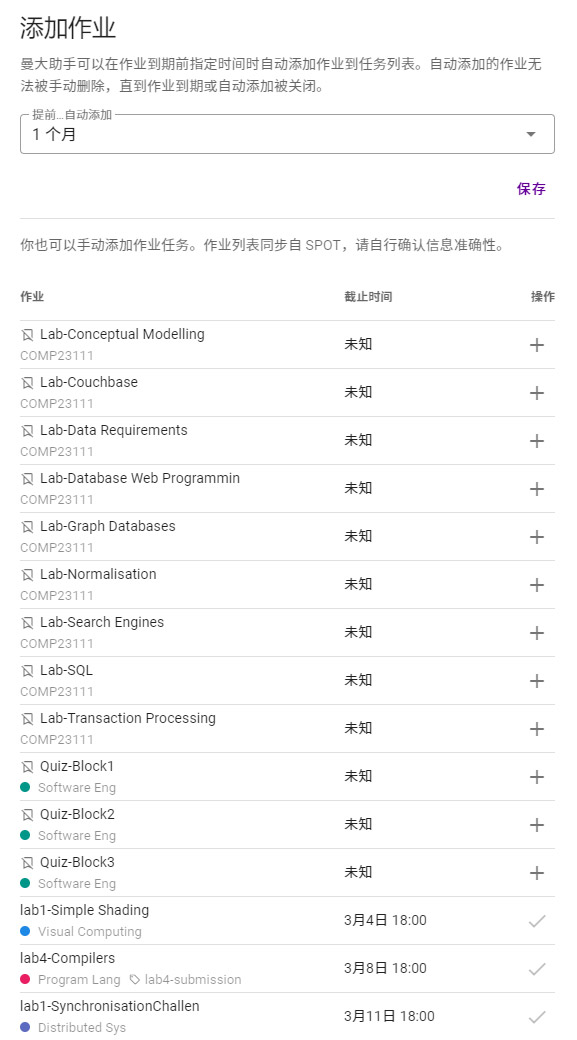 添加作业
曼大助手可以在作业到期前指定时间时自动添加作业到任务列表。自动添加的作业无
法被手动删除，直到作业到期或自动添加被关闭。
提前...自动添加
1 个月
保存
你也可以手动添加作业任务。作业列表同步自 SPOT，请自行确认信息准确性。
作业 截止时间 操作
Lab-Conceptual Modelling
COMP23111
未知
Lab-Couchbase
COMP23111
未知
Lab-Data Requirements
COMP23111
未知
Lab-Database Web Programmin
COMP23111
未知
Lab-Graph Databases
COMP23111
未知
Lab-Normalisation
COMP23111
未知
Lab-Search Engines
COMP23111
未知
Lab-SQL
COMP23111
未知
Lab-Transaction Processing
COMP23111
未知
Quiz-Block1
Software Eng
未知
Quiz-Block2
Software Eng
未知
Quiz-Block3
Software Eng
未知
lab1-Simple Shading
Visual Computing
3月4日 18:00
lab4-Compilers
Program Lang lab4-submission
3月8日 18:00
lab1-SynchronisationChallen
Distributed Sys
3月11日 18:00